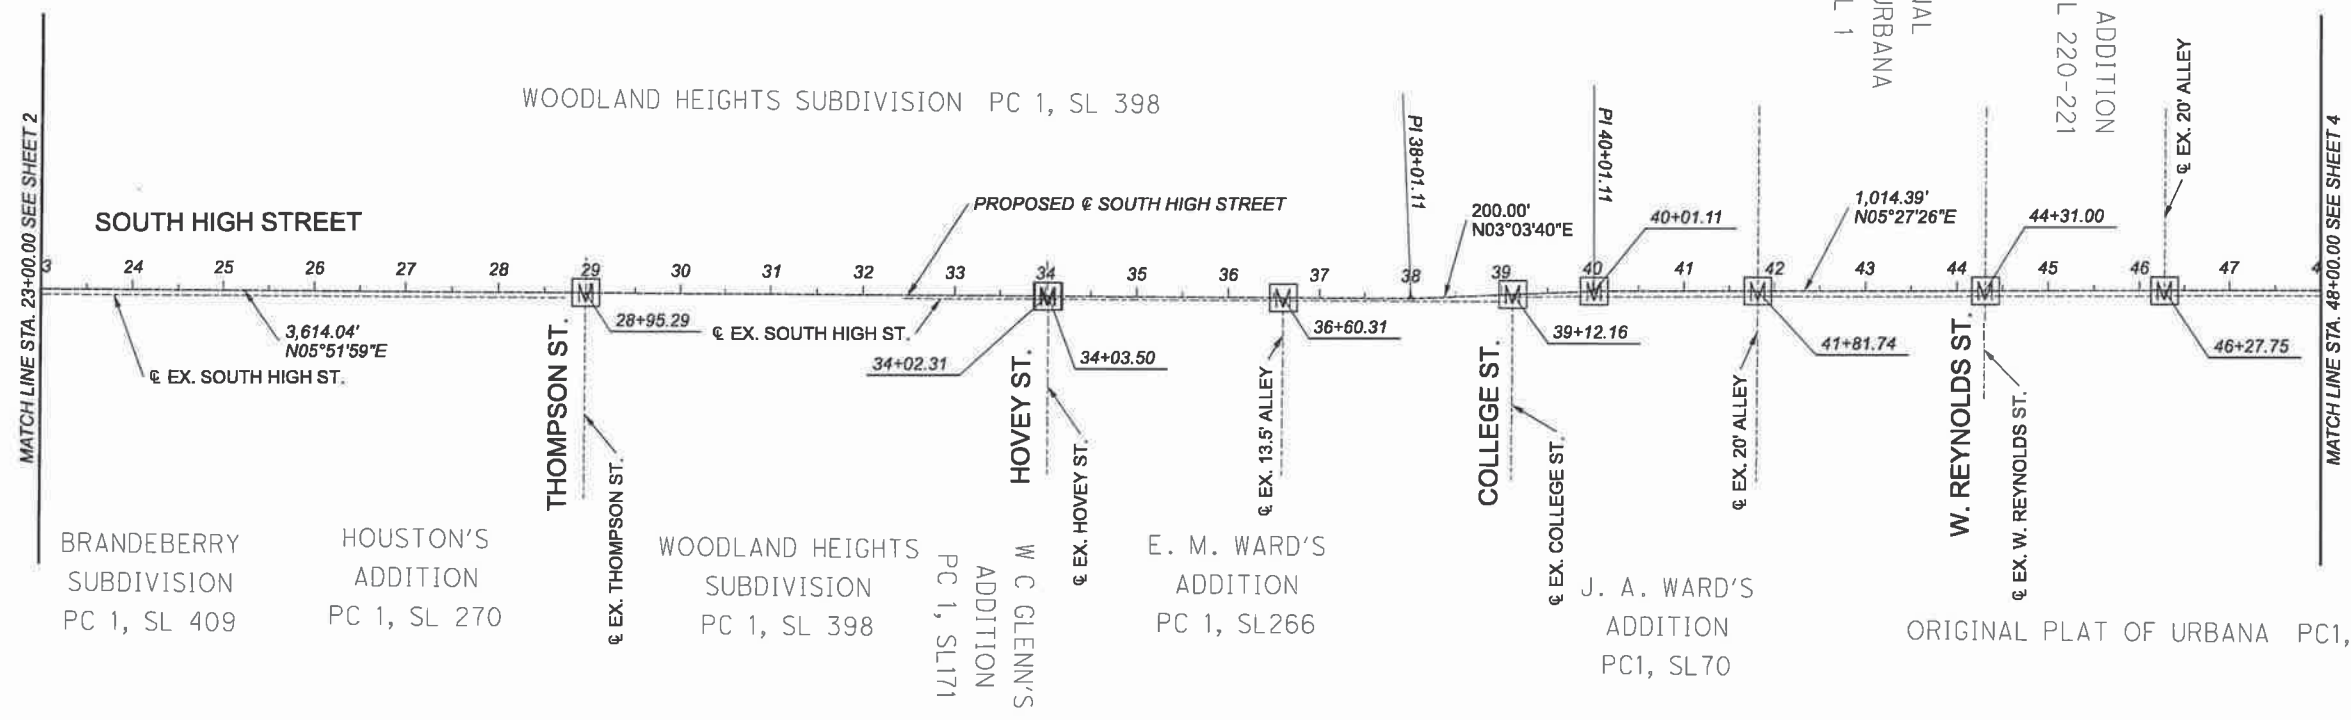 MATCH LINE STA. 23+00.00 SEE SHEET 2
SOUTH HIGH STREET
WOODLAND HEIGHTS SUBDIVISION PC 1, SL 398
URBANA
L 1
ADDITION
L 220-221
℄ EX. 20' ALLEY
MATCH LINE STA. 48+00.00 SEE SHEET 4
PROPOSED ℄ SOUTH HIGH STREET
PI 38+01.11
200.00'
N03°03'40"E
PI 40+01.11
40+01.11
1,014.39'
N05°27'26"E
44+31.00
3 24 25 26 27 28 29 30 31 32 33 34 35 36 37 38 39 40 41 42 43 44 45 46 47 4
M M M M M M M M
3,614.04'
N05°51'59"E
℄ EX. SOUTH HIGH ST.
28+95.29
℄ EX. SOUTH HIGH ST.
34+02.31
34+03.50
36+60.31
39+12.16
41+81.74
46+27.75
THOMPSON ST.
℄ EX. THOMPSON ST.
HOVEY ST.
℄ EX. HOVEY ST.
℄ EX. 13.5' ALLEY
COLLEGE ST.
℄ EX. COLLEGE ST.
℄ EX. 20' ALLEY
W. REYNOLDS ST.
℄ EX. W. REYNOLDS ST.
BRANDEBERRY
SUBDIVISION
PC 1, SL 409
HOUSTON'S
ADDITION
PC 1, SL 270
WOODLAND HEIGHTS
SUBDIVISION
PC 1, SL 398
W C GLENN'S
ADDITION
PC 1, SL171
E. M. WARD'S
ADDITION
PC 1, SL266
J. A. WARD'S
ADDITION
PC1, SL70
ORIGINAL PLAT OF URBANA PC1,